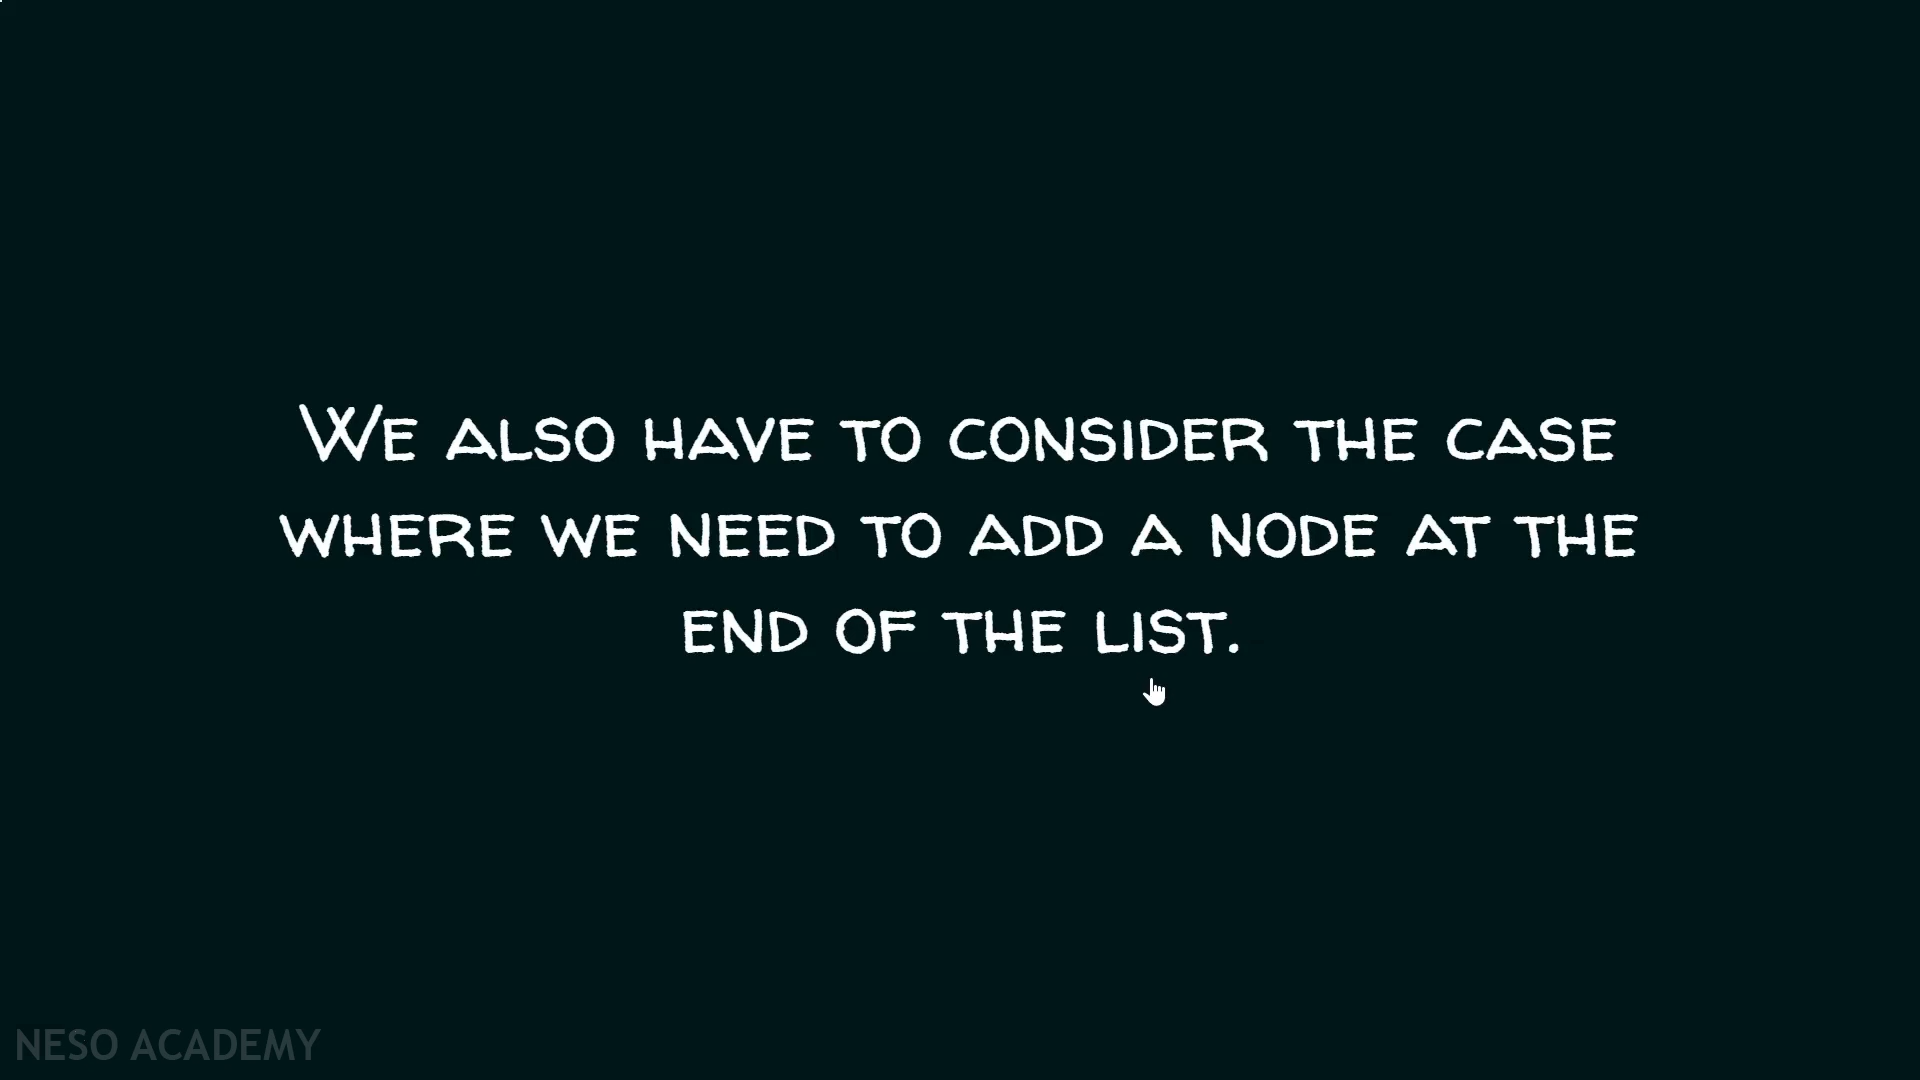 We also have to consider the case
where we need to add a node at the
end of the list.
NESO ACADEMY